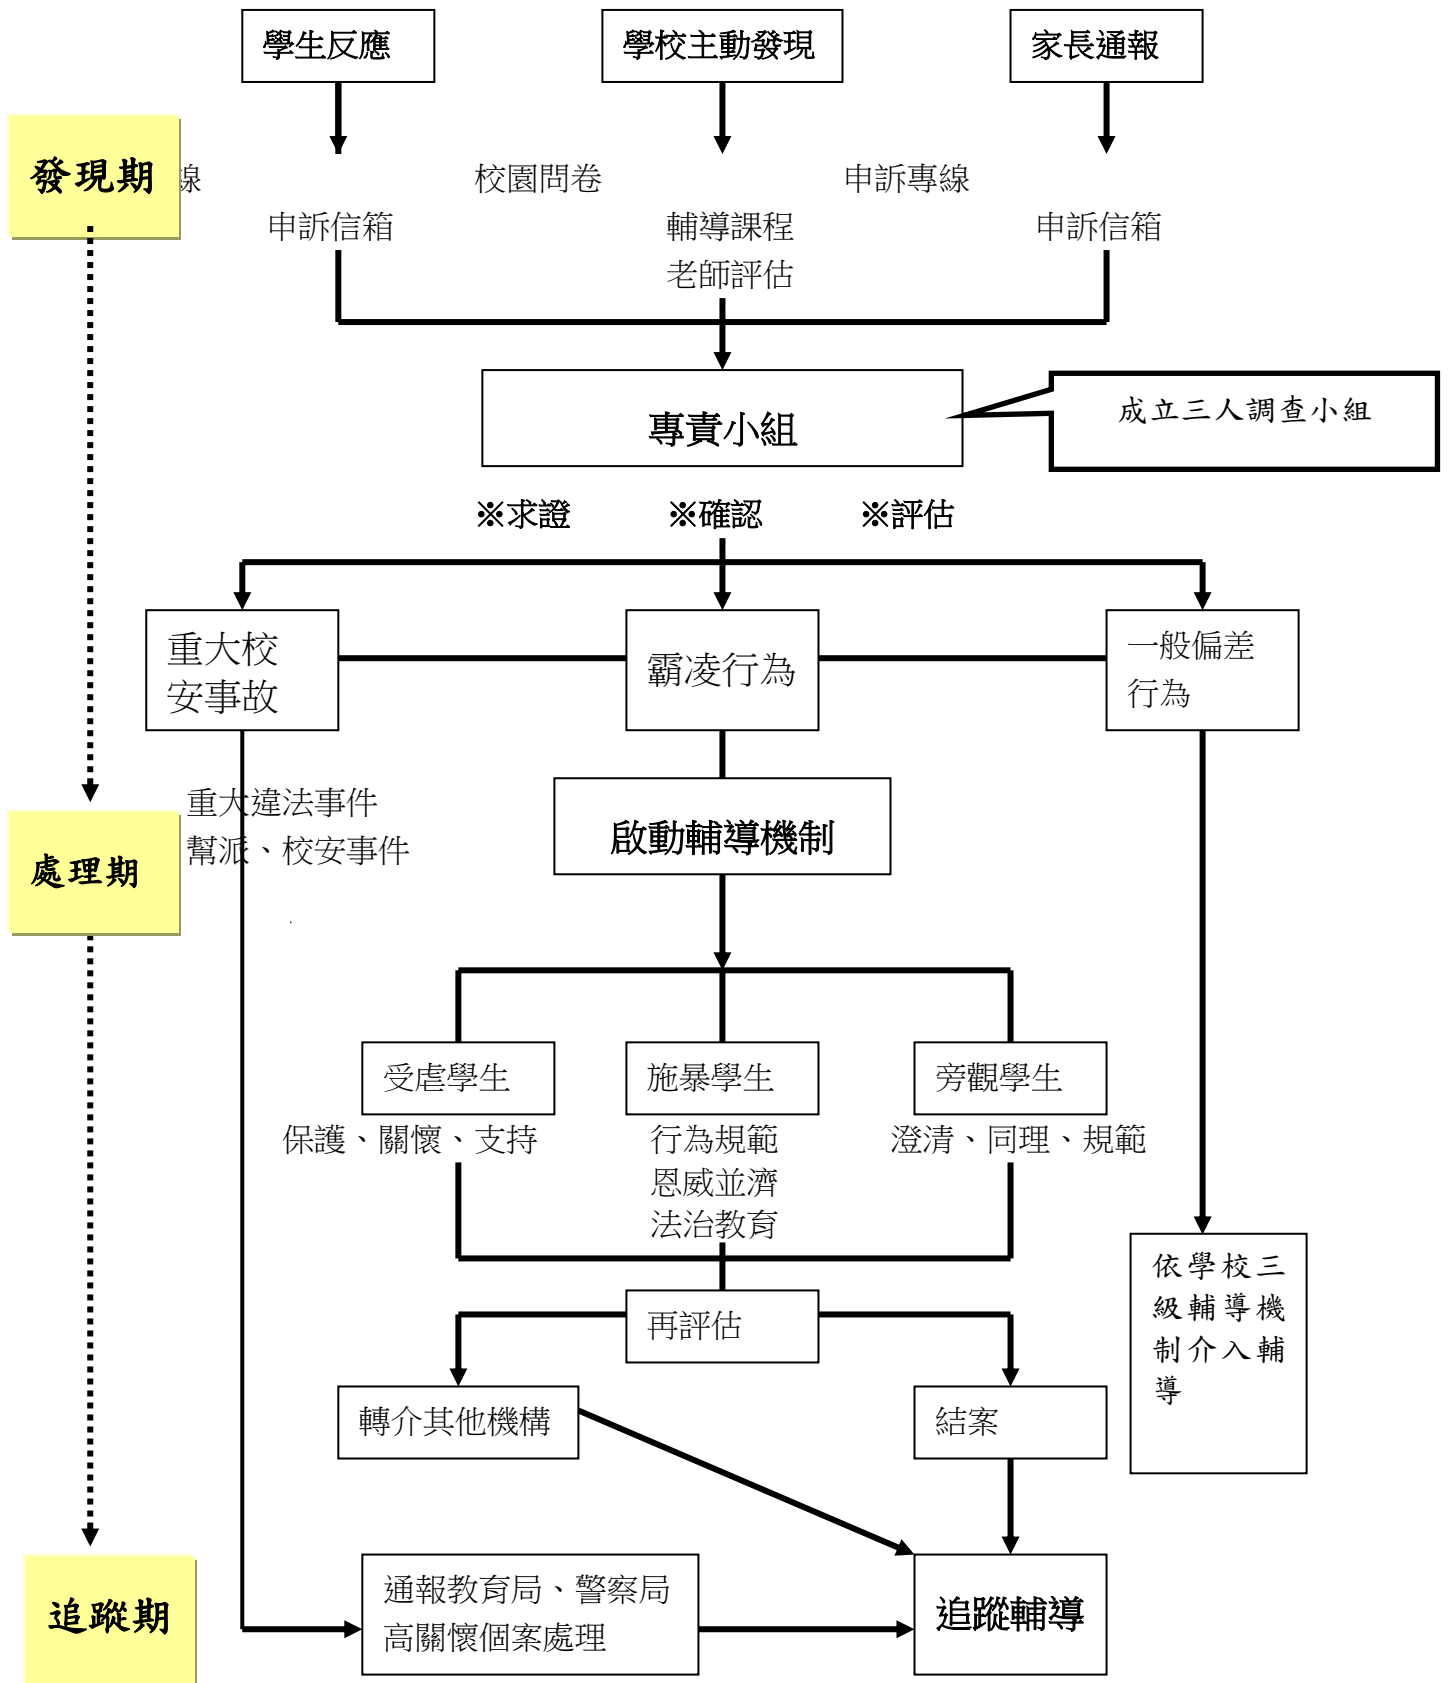 學生反應
學校主動發現
家長通報
發現期
線
校園問卷
申訴專線
申訴信箱
輔導課程
申訴信箱
老師評估
專責小組
成立三人調查小組
※求證
※確認
※評估
重大校
安事故
霸凌行為
一般偏差
行為
重大違法事件
幫派、校安事件
啟動輔導機制
處理期
受虐學生
施暴學生
旁觀學生
保護、關懷、支持
行為規範
恩威並濟
法治教育
澄清、同理、規範
依學校三
級輔導機
制介入輔
導
再評估
轉介其他機構
結案
追蹤期
通報教育局、警察局
高關懷個案處理
追蹤輔導